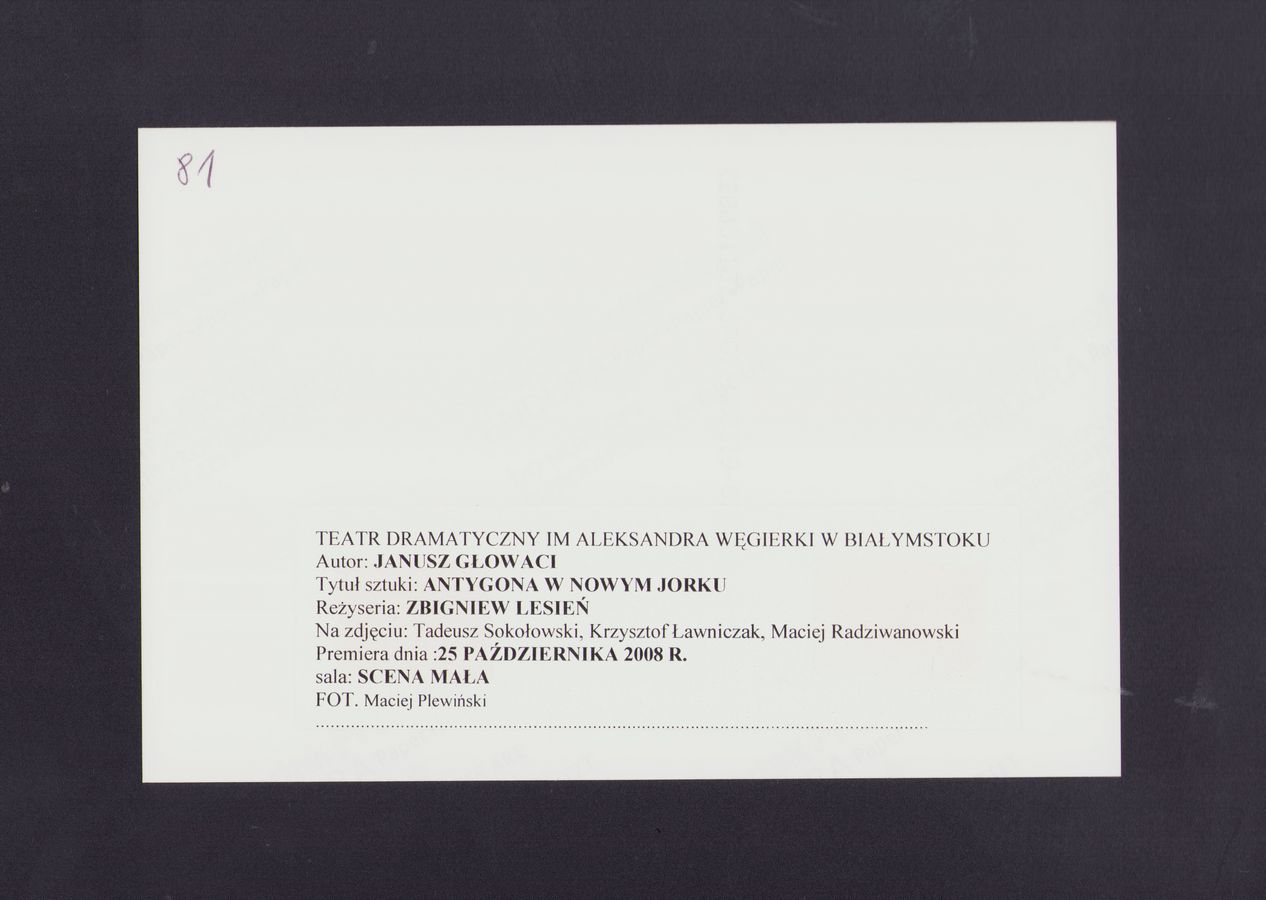 81
TEATR DRAMATYCZNY IM ALEKSANDRA WĘGIERKI W BIAŁYMSTOKU
Autor: JANUSZ GŁOWACI
Tytuł sztuki: ANTYGONA W NOWYM JORKU
Reżyseria: ZBIGNIEW LESIEŃ
Na zdjęciu: Tadeusz Sokołowski, Krzysztof Ławniczak, Maciej Radziwanowski
Premiera dnia :25 PAŹDZIERNIKA 2008 R.
sala: SCENA MAŁA
FOT. Maciej Plewiński